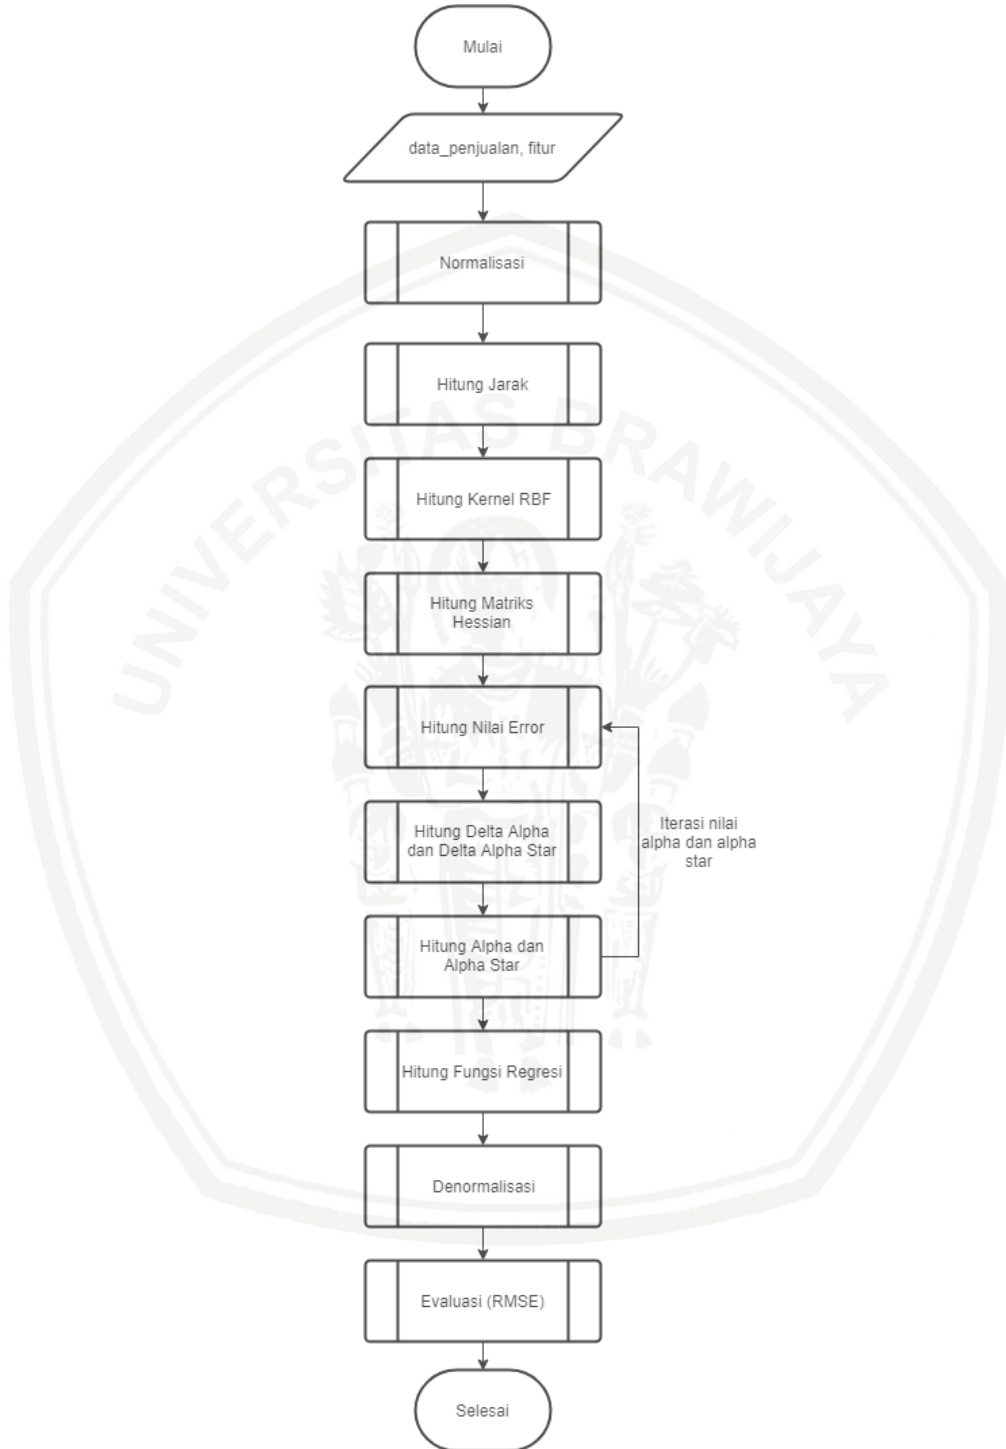 Mulai
data_penjualan, fitur
Normalisasi
Hitung Jarak
UNIVERSITAS BRAWIJAYA
Hitung Kernel RBF
Hitung Matriks
Hessian
Hitung Nilai Error
Hitung Delta Alpha
dan Delta Alpha Star
Iterasi nilai
alpha dan alpha
star
Hitung Alpha dan
Alpha Star
Hitung Fungsi Regresi
Denormalisasi
Evaluasi (RMSE)
Selesai